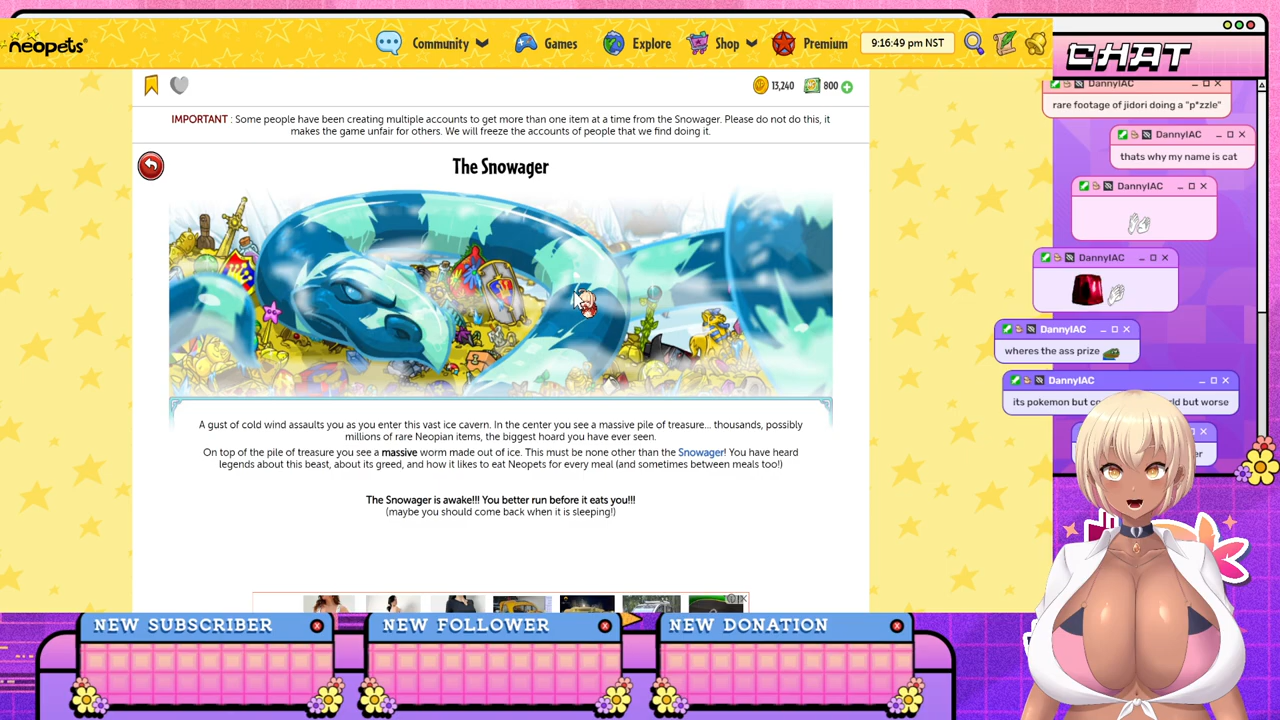 neopets
Community
Games
Explore
Shop
Premium
9:16:49 pm NST
13,240
800
IMPORTANT : Some people have been creating multiple accounts to get more than one item at a time from the Snowager. Please do not do this, it
makes the game unfair for others. We will freeze the accounts of people that we find doing it.
The Snowager
A gust of cold wind assaults you as you enter this vast ice cavern. In the center you see a massive pile of treasure... thousands, possibly
millions of rare Neopian items, the biggest hoard you have ever seen.
On top of the pile of treasure you see a massive worm made out of ice. This must be none other than the Snowager! You have heard
legends about this beast, about its greed, and how it likes to eat Neopets for every meal (and sometimes between meals too!)
The Snowager is awake!!! You better run before it eats you!!!
(maybe you should come back when it is sleeping!)
CHAT
DannyIAC
rare footage of jidori doing a "p*zzle"
DannyIAC
thats why my name is cat
DannyIAC
DannyIAC
DannyIAC
wheres the ass prize
DannyIAC
its pokemon but
but worse
NEW SUBSCRIBER
NEW FOLLOWER
NEW DONATION